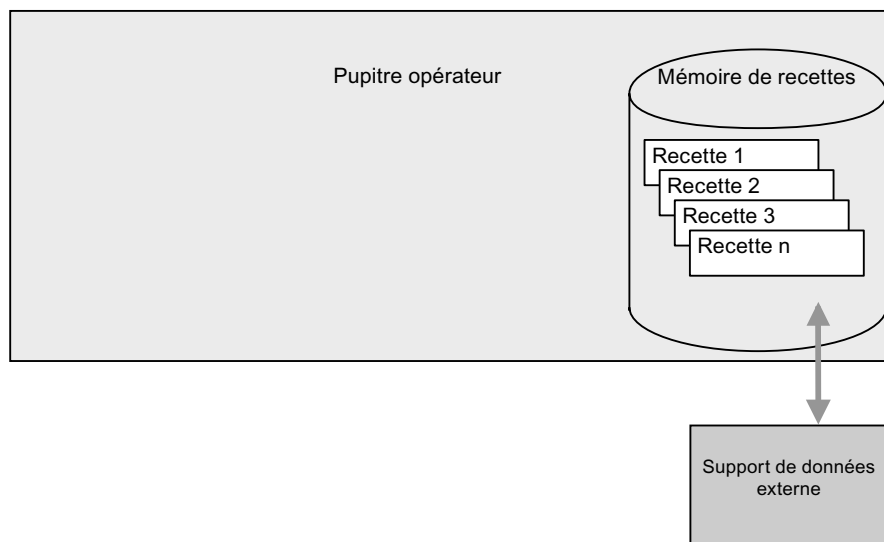 Pupitre opérateur
Mémoire de recettes
Recette 1
Recette 2
Recette 3
Recette n
Support de données
externe